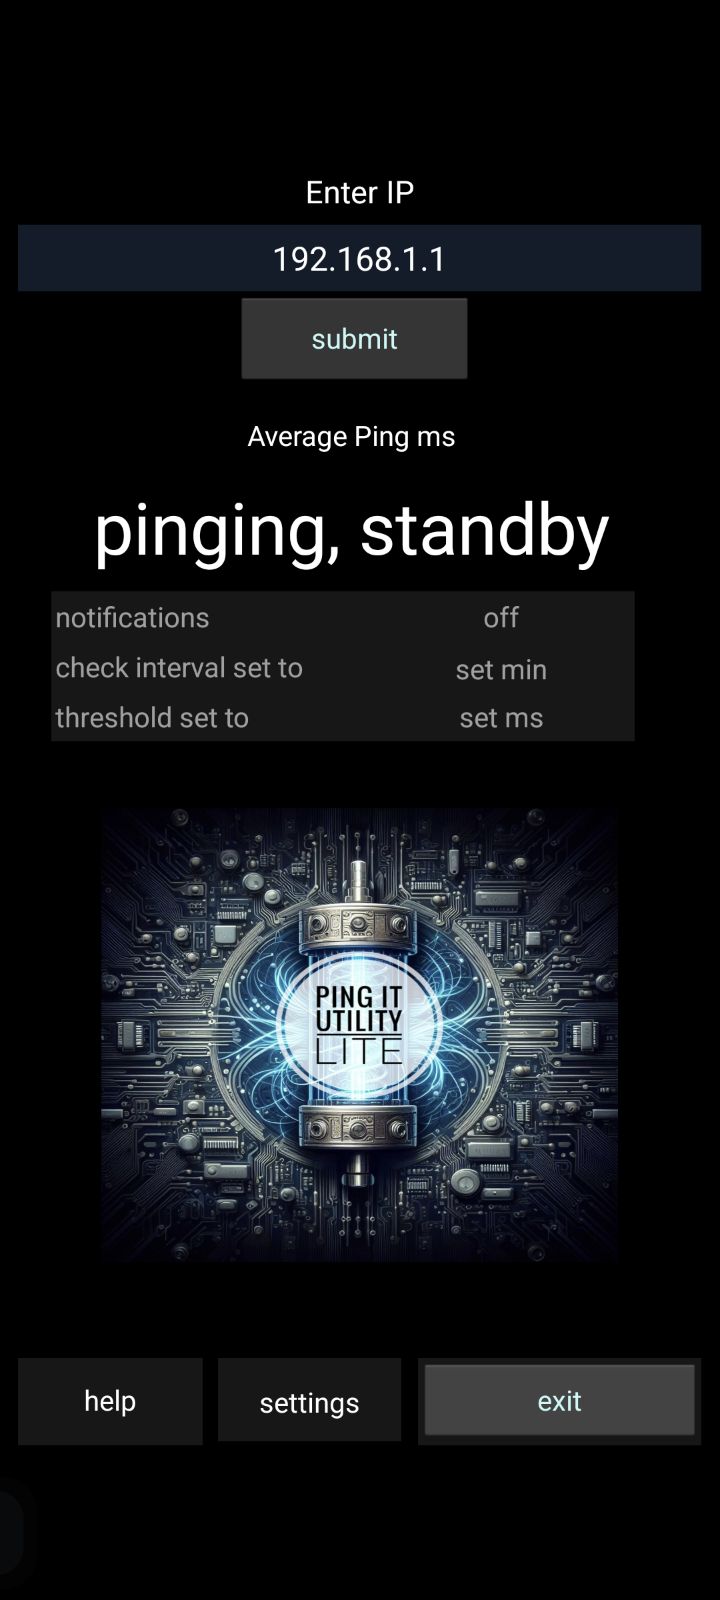 Enter IP
192.168.1.1
submit
Average Ping ms
pinging, standby
notifications off
check interval set to set min
threshold set to set ms
PING IT
UTILITY
LITE
help settings exit